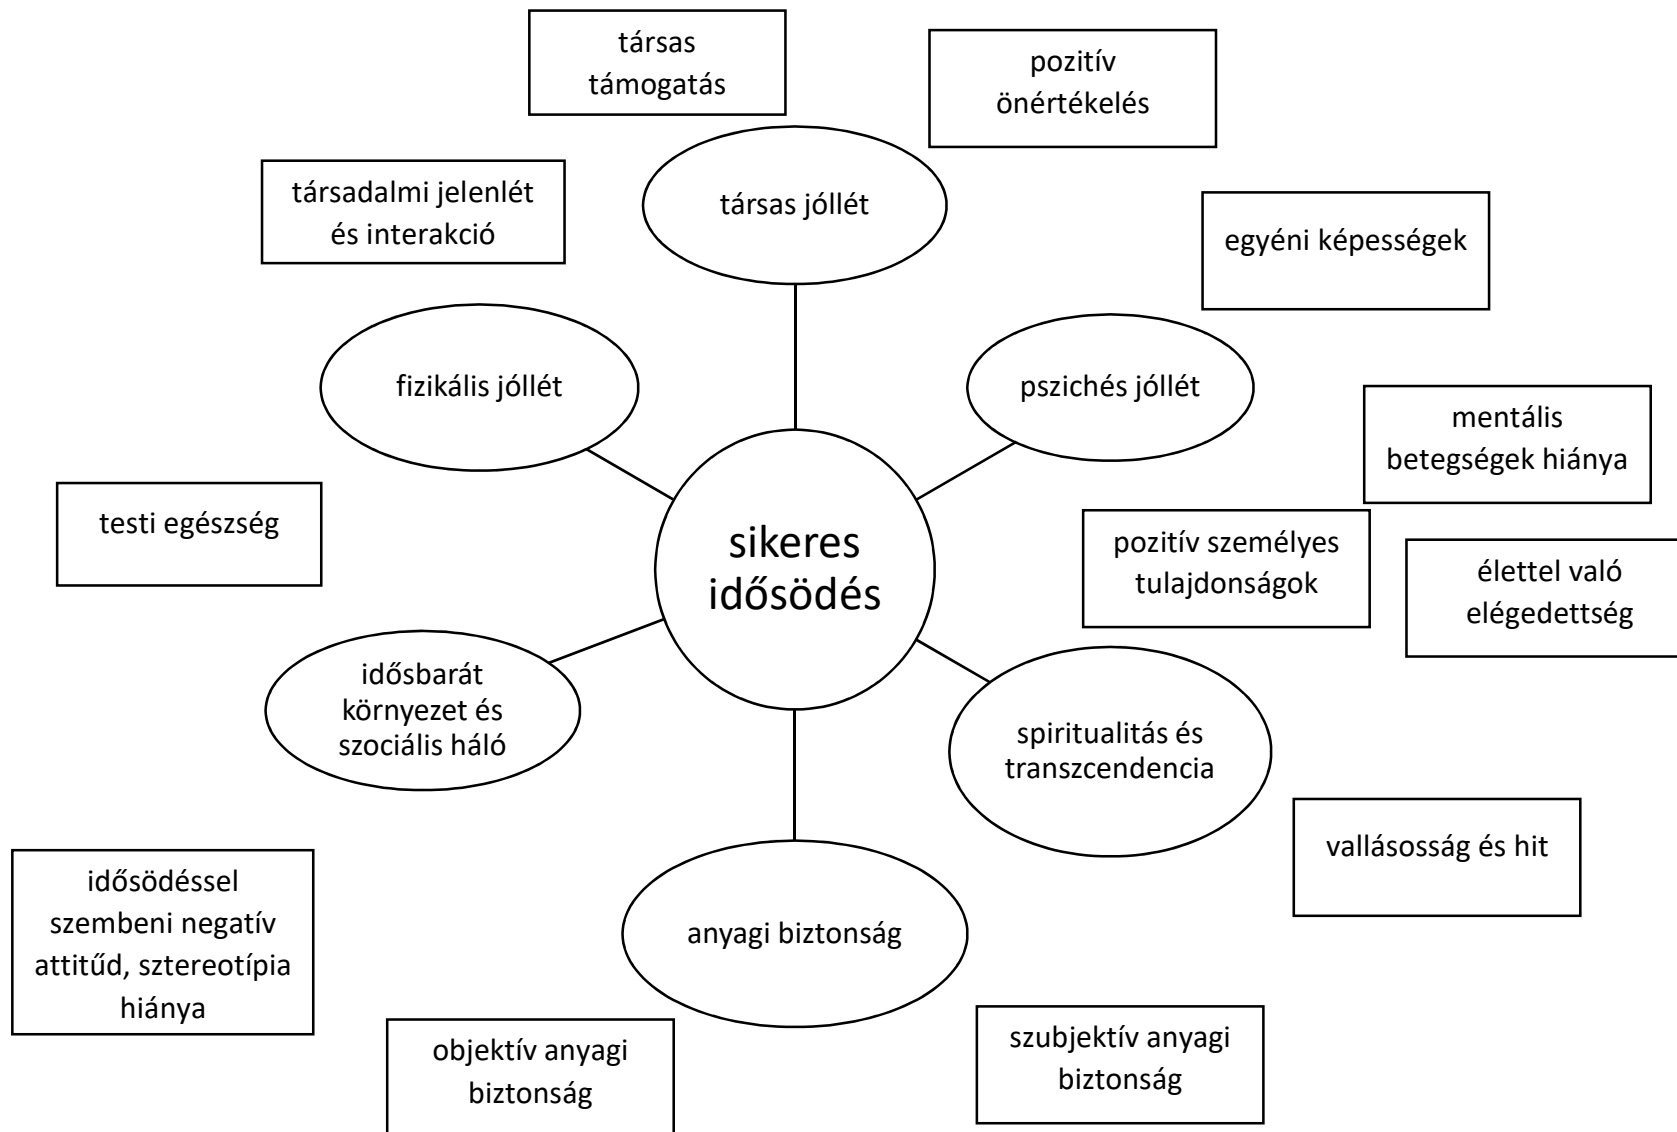 társas
támogatás
pozitív
önértékelés
társadalmi jelenlét
és interakció
társas jóllét
egyéni képességek
fizikális jóllét
pszichés jóllét
mentális
betegségek hiánya
testi egészség
sikeres
idősödés
pozitív személyes
tulajdonságok
élettel való
elégedettség
idősbarát
környezet és
szociális háló
spiritualitás és
transzcendencia
vallásosság és hit
idősödéssel
szembeni negatív
attitűd, sztereotípia
hiánya
anyagi biztonság
objektív anyagi
biztonság
szubjektív anyagi
biztonság